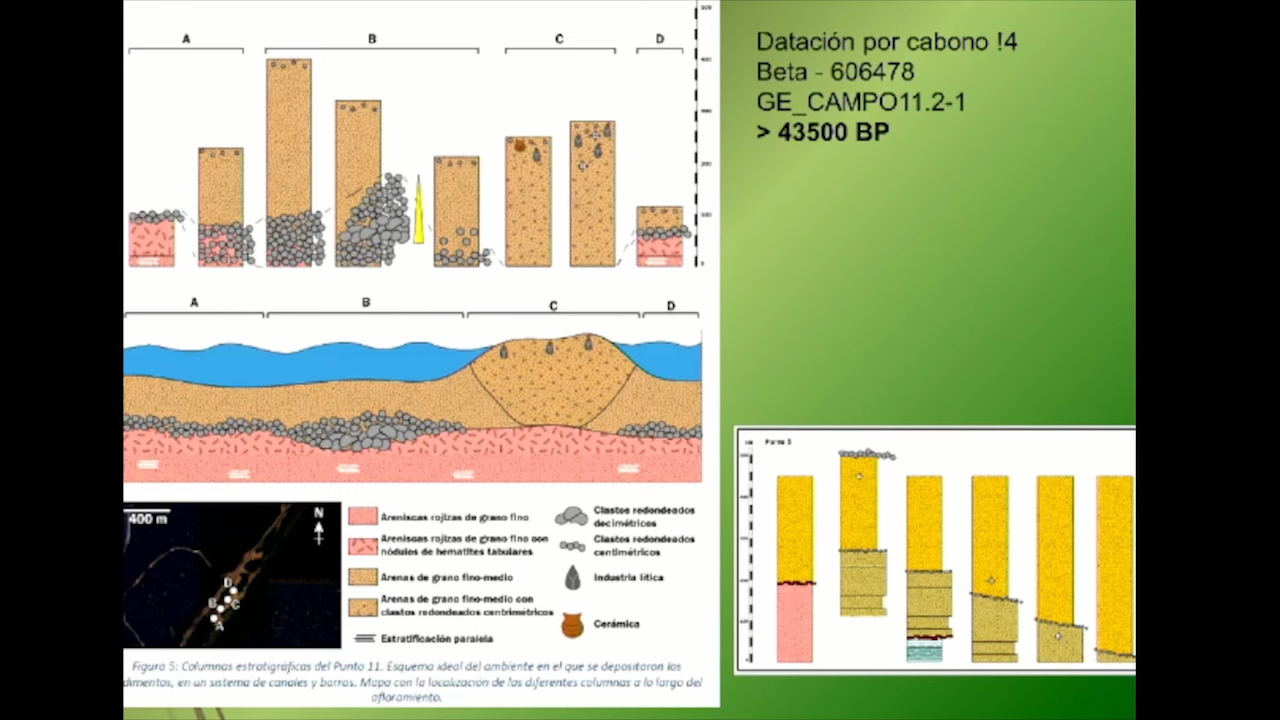 A
B
C
D
Datación por cabono !4
Beta - 606478
GE_CAMPO11.2-1
> 43500 BP
A
B
C
D
400 m
N
D
B
C
A
Areniscas rojizas de grano fino
Areniscas rojizas de grano fino con
nódulos de hematites tabulares
Arenas de grano fino-medio
Arenas de grano fino-medio con
clastos redondeados centimétricos
Estratificación paralela
Clastos redondeados
decimétricos
Clastos redondeados
centimétricos
Industria lítica
Cerámica
Figura 5: Columnas estratigráficas del Punto 11. Esquema ideal del ambiente en el que se depositaron los
dimentos, en un sistema de canales y barras. Mapa con la localización de las diferentes columnas a lo largo del
afloramiento.
Punto 5